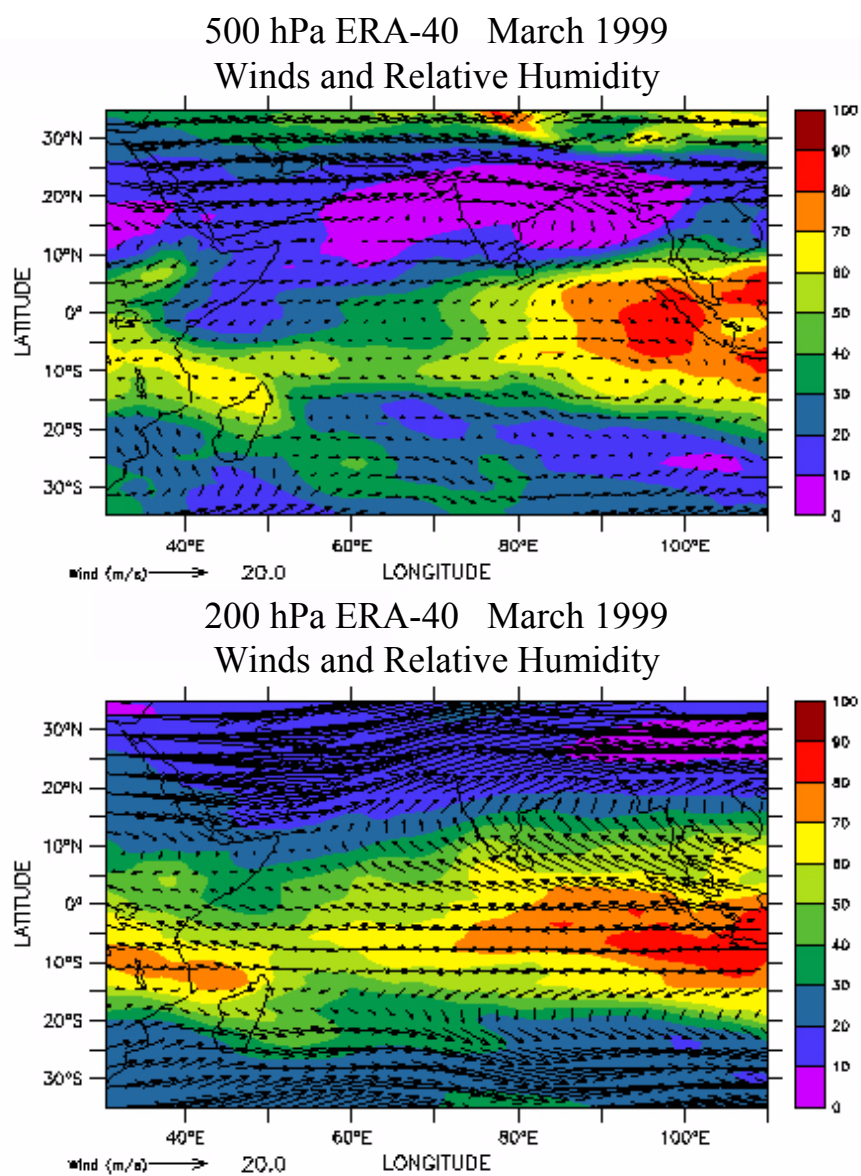 500 hPa ERA-40 March 1999
Winds and Relative Humidity
100
90
80
70
60
50
40
30
20
10
0
30°N
20°N
10°N
0°
10°S
20°S
30°S
LATITUDE
40°E 60°E 80°E 100°E
Wind (m/s) 20.0 LONGITUDE
200 hPa ERA-40 March 1999
Winds and Relative Humidity
100
90
80
70
60
50
40
30
20
10
0
30°N
20°N
10°N
0°
10°S
20°S
30°S
LATITUDE
40°E 60°E 80°E 100°E
Wind (m/s) 20.0 LONGITUDE